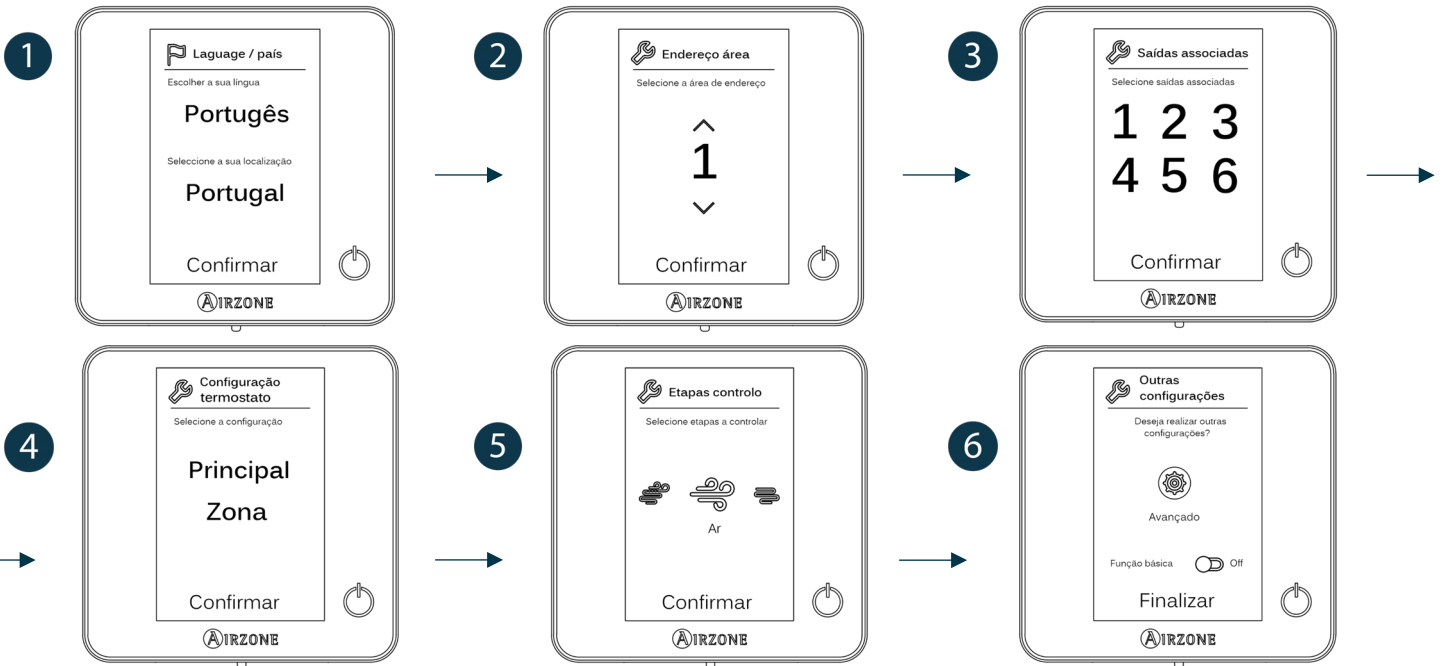 1
Laguage / país
Escolher a sua língua
Portugês
Seleccione a sua localização
Portugal
Confirmar
AIRZONE
2
Endereço área
Selecione a área de endereço
1
Confirmar
AIRZONE
3
Saídas associadas
Selecione saídas associadas
1 2 3
4 5 6
Confirmar
AIRZONE
4
Configuração
termostato
Selecione a configuração
Principal
Zona
Confirmar
AIRZONE
5
Etapas controlo
Selecione etapas a controlar
Ar
Confirmar
AIRZONE
6
Outras
configurações
Deseja realizar outras
configurações?
Avançado
Função básica Off
Finalizar
AIRZONE